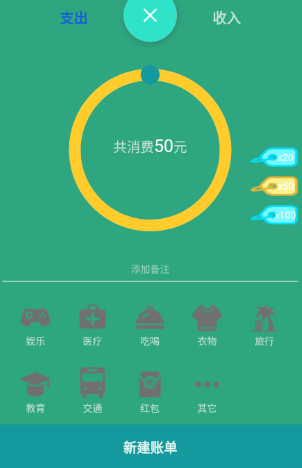 支出
收入
共消费50元
x20
x50
x100
添加备注
娱乐 医疗 吃喝 衣物 旅行
教育 交通 红包 其它
新建账单